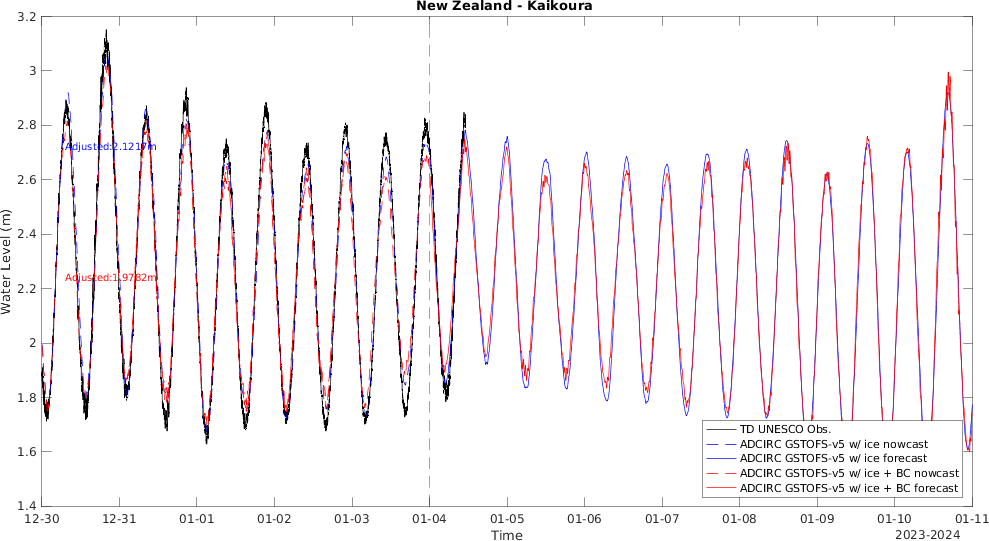 New Zealand - Kaikoura
3.2
3
2.8
2.6
2.4
2.2
2
1.8
1.6
1.4
Water Level (m)
Adjusted:2.1217m
Adjusted:1.9782m
TD UNESCO Obs.
ADCIRC GSTOFS-v5 w/ ice nowcast
ADCIRC GSTOFS-v5 w/ ice forecast
ADCIRC GSTOFS-v5 w/ ice + BC nowcast
ADCIRC GSTOFS-v5 w/ ice + BC forecast
12-30 12-31 01-01 01-02 01-03 01-04 01-05 01-06 01-07 01-08 01-09 01-10 01-11
Time
2023-2024